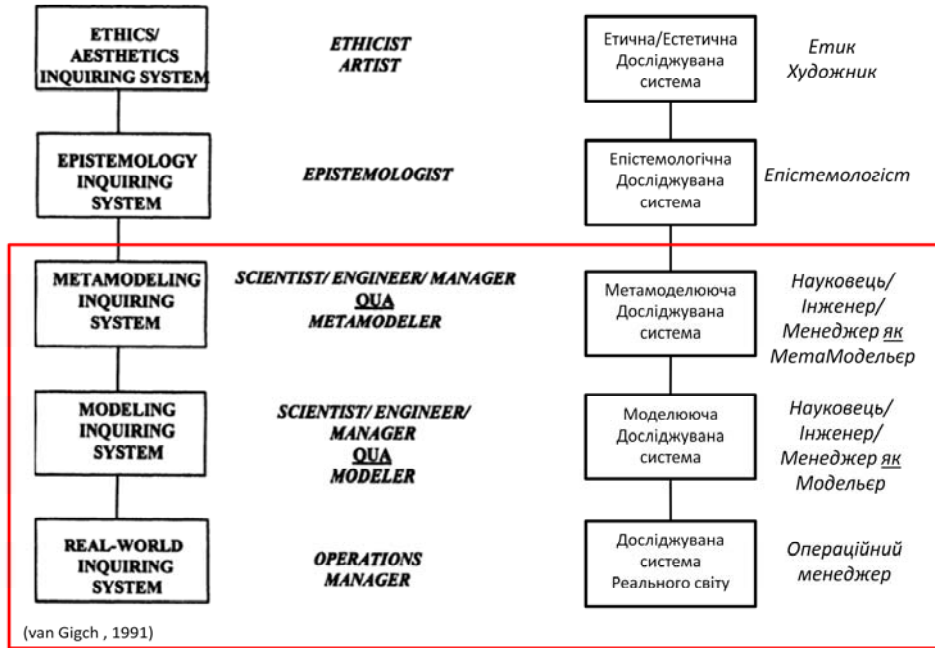 ETHICS/
AESTHETICS
INQUIRING SYSTEM
ETHICIST
ARTIST
Етична/Естетична
Досліджувана
система
Етик
Художник
EPISTEMOLOGY
INQUIRING
SYSTEM
EPISTEMOLOGIST
Епістемологічна
Досліджувана
система
Епістемологіст
METAMODELING
INQUIRING
SYSTEM
SCIENTIST/ ENGINEER/ MANAGER
QUA
METAMODELER
Метамоделююча
Досліджувана
система
Науковець/
Інженер/
Менеджер як
МетаМодельєр
MODELING
INQUIRING
SYSTEM
SCIENTIST/ ENGINEER/
MANAGER
QUA
MODELER
Моделююча
Досліджувана
система
Науковець/
Інженер/
Менеджер як
Модельєр
REAL-WORLD
INQUIRING
SYSTEM
OPERATIONS
MANAGER
Досліджувана
система
Реального світу
Операційний
менеджер
(van Gigch , 1991)